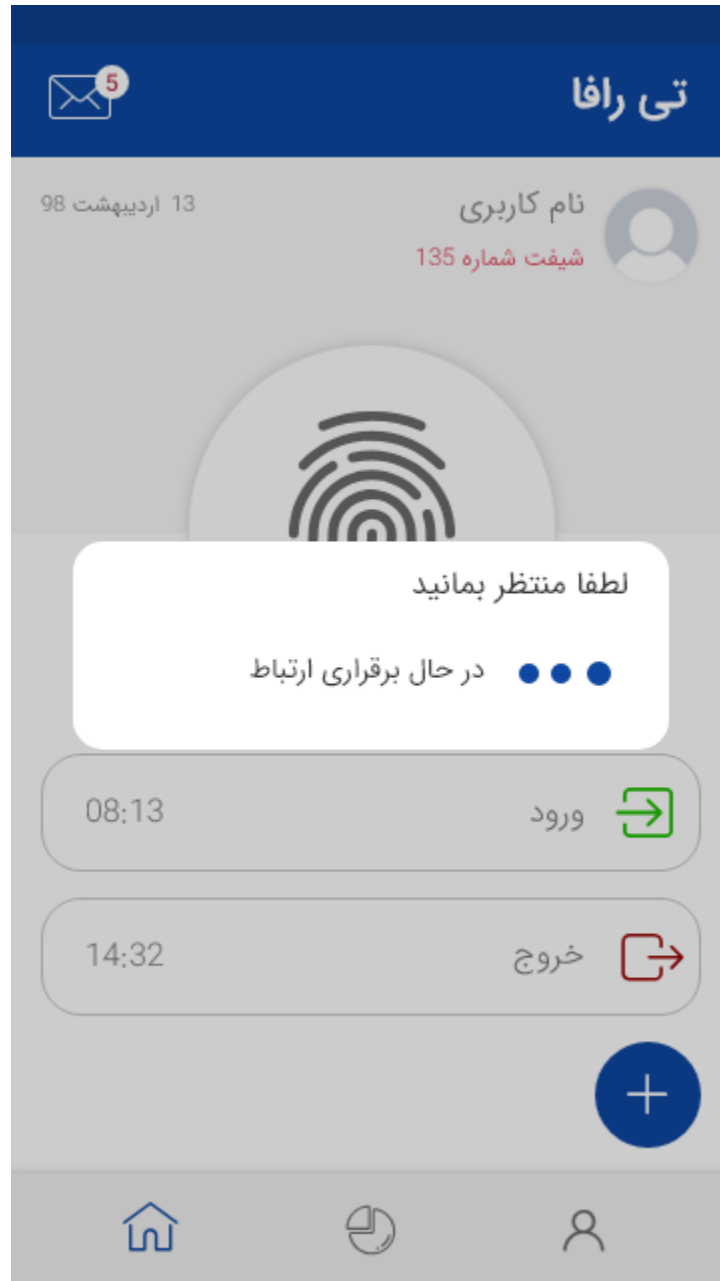 تی رافا
5
نام کاربری
13 اردیبهشت 98
شیفت شماره 135
لطفا منتظر بمانید
در حال برقراری ارتباط
ورود 08:13
خروج 14:32